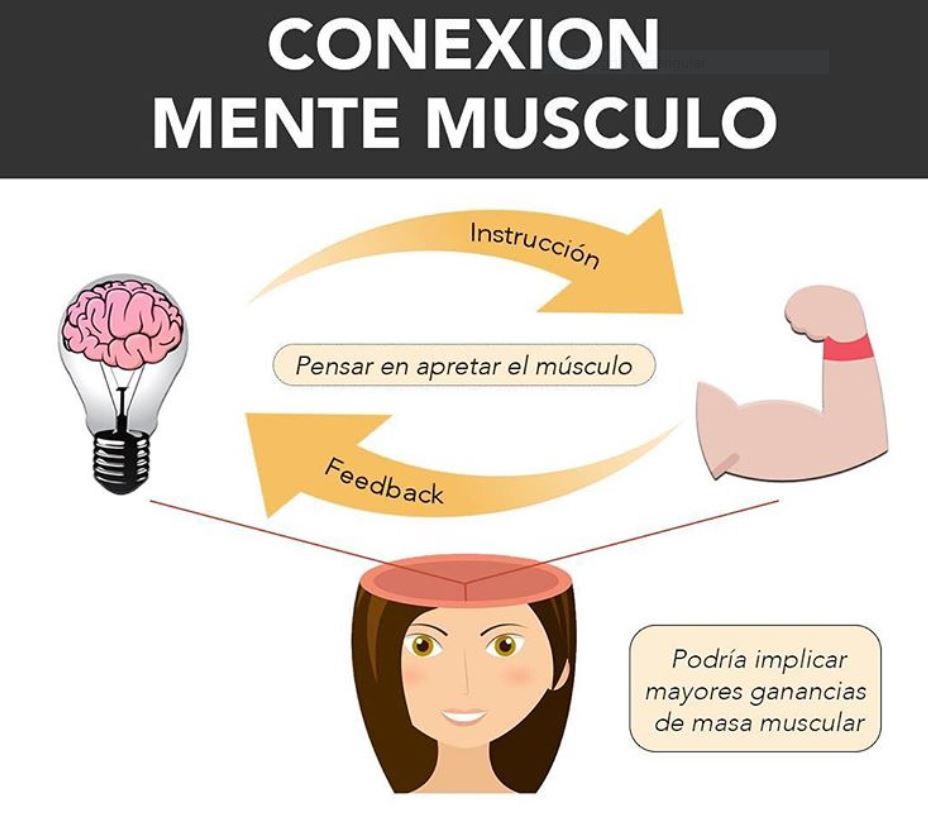 CONEXION
MENTE MUSCULO
Instrucción
Pensar en apretar el músculo
Feedback
Podría implicar
mayores ganancias
de masa muscular